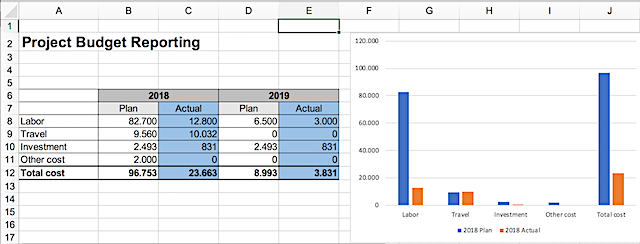 A B C D E F G H I J
1
2 Project Budget Reporting
3
4
5
6 2018 2019
7 Plan Actual Plan Actual
8 Labor 82.700 12.800 6.500 3.000
9 Travel 9.560 10.032 0 0
10 Investment 2.493 831 2.493 831
11 Other cost 2.000 0 0 0
12 Total cost 96.753 23.663 8.993 3.831
13
14
15
16
17
120.000
100.000
80.000
60.000
40.000
20.000
0
Labor Travel Investment Other cost Total cost
2018 Plan 2018 Actual